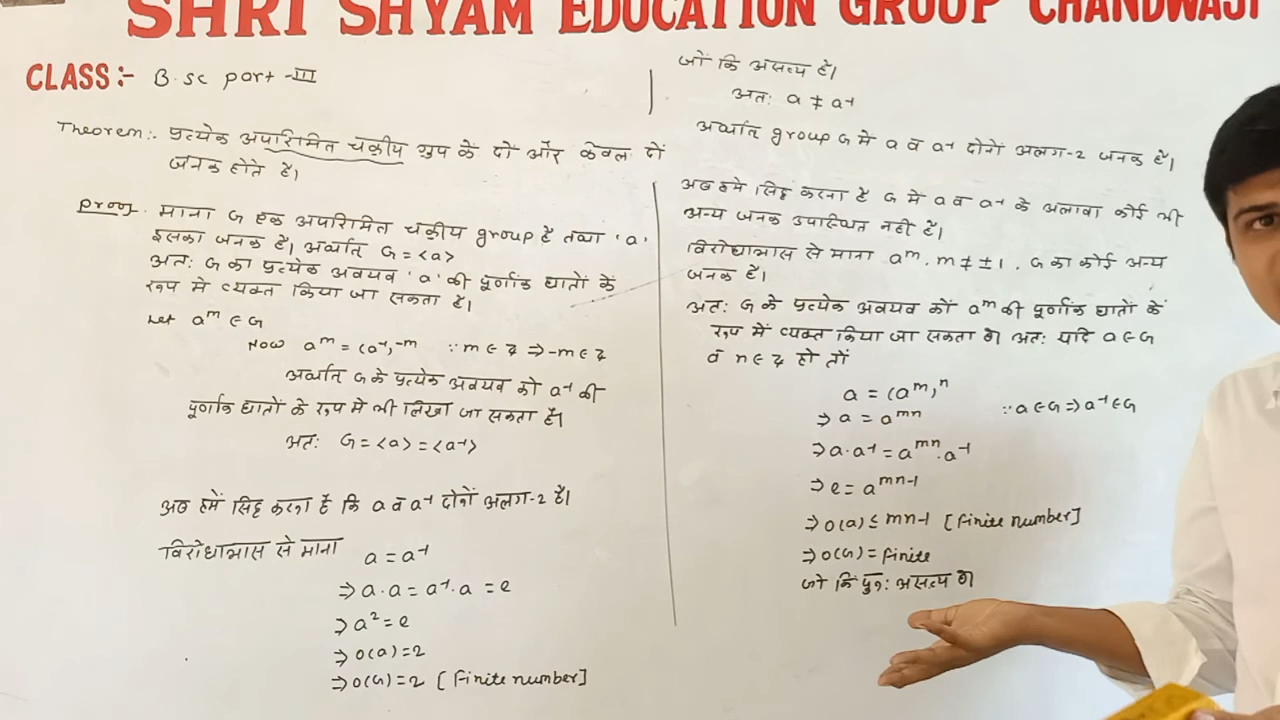 SHRI SHYAM EDUCATION GROUP CHANDWAJI
CLASS:- B.sc part-III
Theorem:. प्रत्येक अपरिमित चक्रीय ग्रुप के दो और केवल दो
जनक होते है।
Proof. माना G एक अपरिमित चक्रीय group है तथा 'a'
इसका जनक है। अर्थात G = <a>
अतः G का प्रत्येक अवयव 'a' की पूर्णांक घातों के
रूप मे व्यक्त किया जा सकता है।
Let aᵐ ∈ G
Now aᵐ = (a⁻¹)⁻ᵐ ∵ m ∈ Z ⇒ -m ∈ Z
अर्थात G के प्रत्येक अवयव को a⁻¹ की
पूर्णांक घातों के रूप मे भी लिखा जा सकता है।
अतः G = <a> = <a⁻¹>
अब हमें सिद्ध करना है कि a व a⁻¹ दोनों अलग-2 है।
विरोधाभास से माना a = a⁻¹
⇒ a·a = a⁻¹·a = e
⇒ a² = e
⇒ o(a) = 2
⇒ o(G) = 2 [finite number]
जो कि असत्य है।
अतः a ≠ a⁻¹
अर्थात group G मे a व a⁻¹ दोनों अलग-2 जनक है।
अब हमे सिद्ध करना है G मे a व a⁻¹ के अलावा कोई भी
अन्य जनक उपस्थित नही है।
विरोधाभास से माना aᵐ, m ≠ ±1, G का कोई अन्य
जनक है।
अतः G के प्रत्येक अवयव को aᵐ की पूर्णांक घातों के
रूप में व्यक्त किया जा सकता है। अतः यदि a ∈ G
व n ∈ Z हो तो
a = (aᵐ)ⁿ
⇒ a = aᵐⁿ ∵ a ∈ G ⇒ a⁻¹ ∈ G
⇒ a·a⁻¹ = aᵐⁿ·a⁻¹
⇒ e = aᵐⁿ⁻¹
⇒ o(a) ≤ mn-1 [finite number]
⇒ o(G) = finite
जो कि पुनः असत्य है।